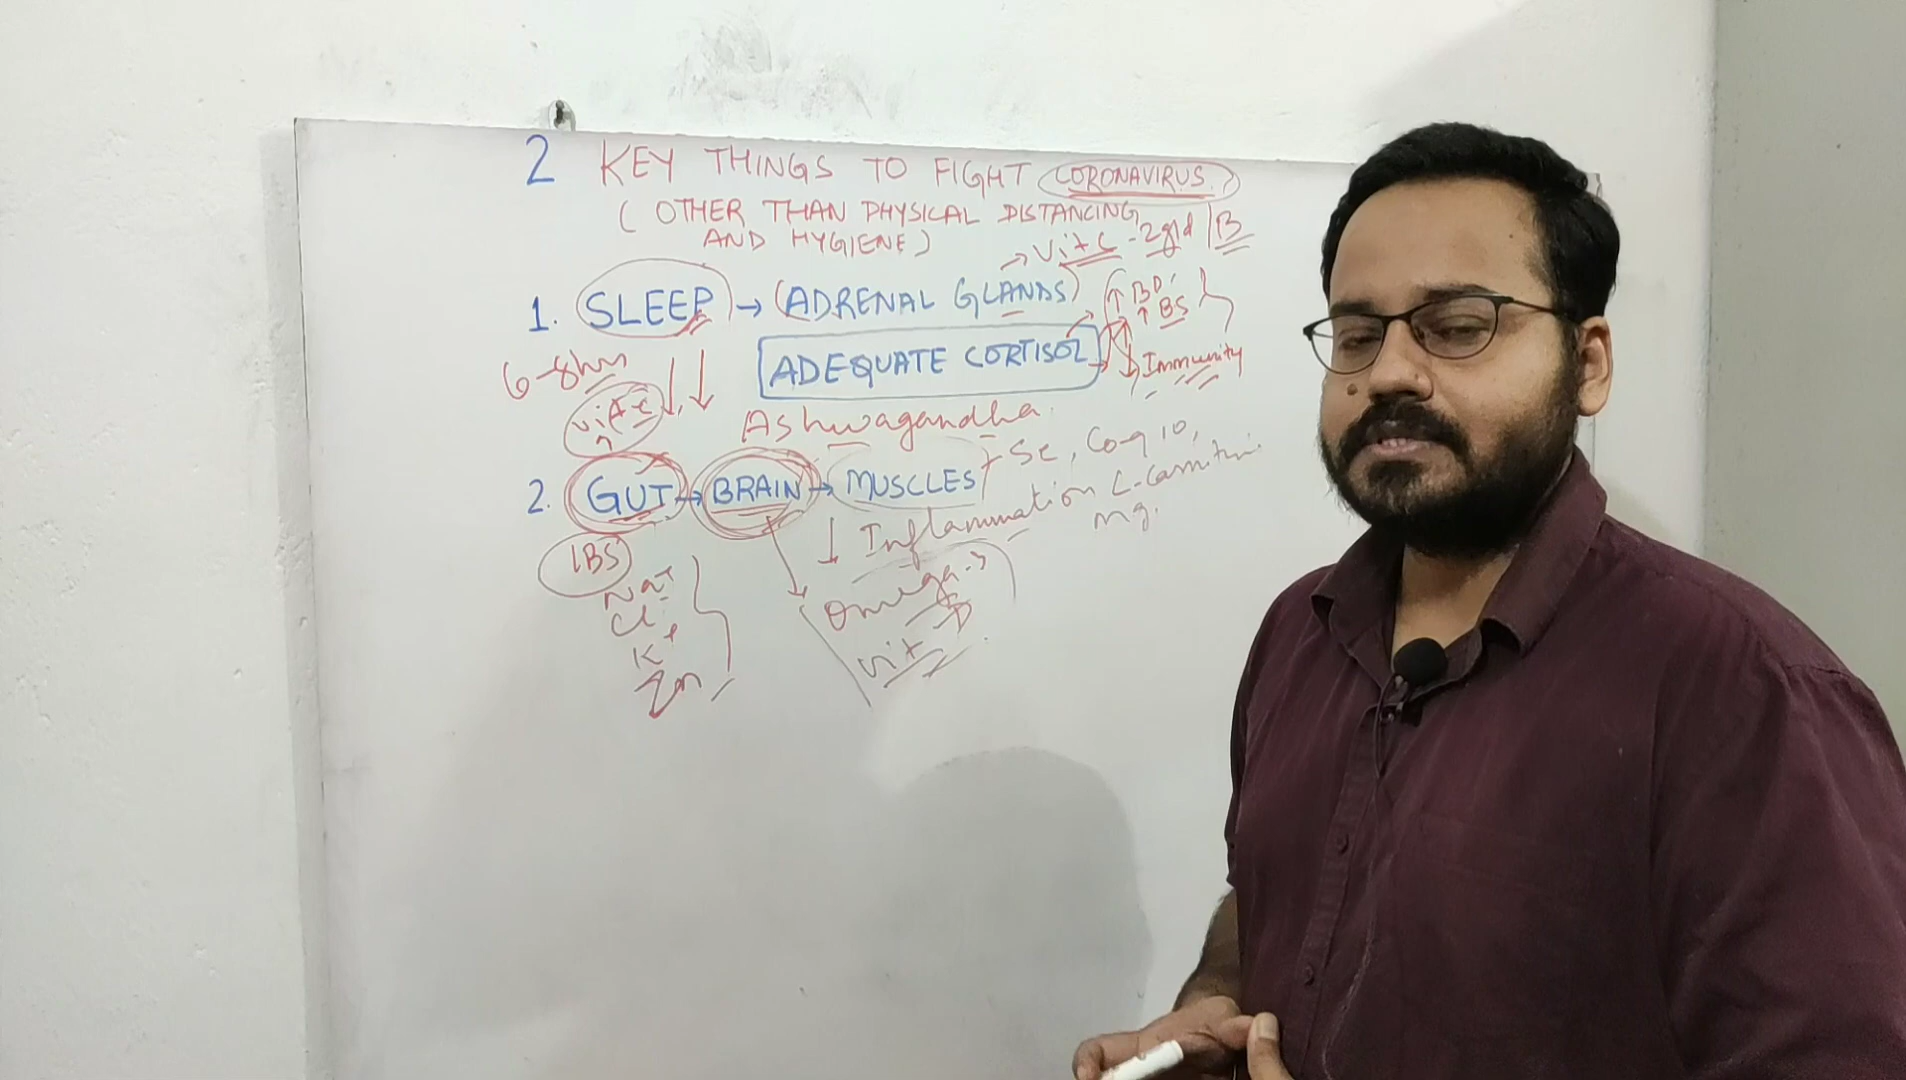 2 KEY THINGS TO FIGHT CORONAVIRUS
( OTHER THAN PHYSICAL DISTANCING
AND HYGIENE )
→ Vit C - 2g/d | B
1. SLEEP → (ADRENAL GLANDS)
↑ BP
↑ BS
ADEQUATE CORTISOL
↓ Immunity
6-8hrs
Ashwagandha
2. GUT → BRAIN → MUSCLES
Se, Co-q 10,
L-carnitine
mg.
↓ Inflammation
IBS
Na+
Cl-
K+
Zn
Omega-3
Vit D